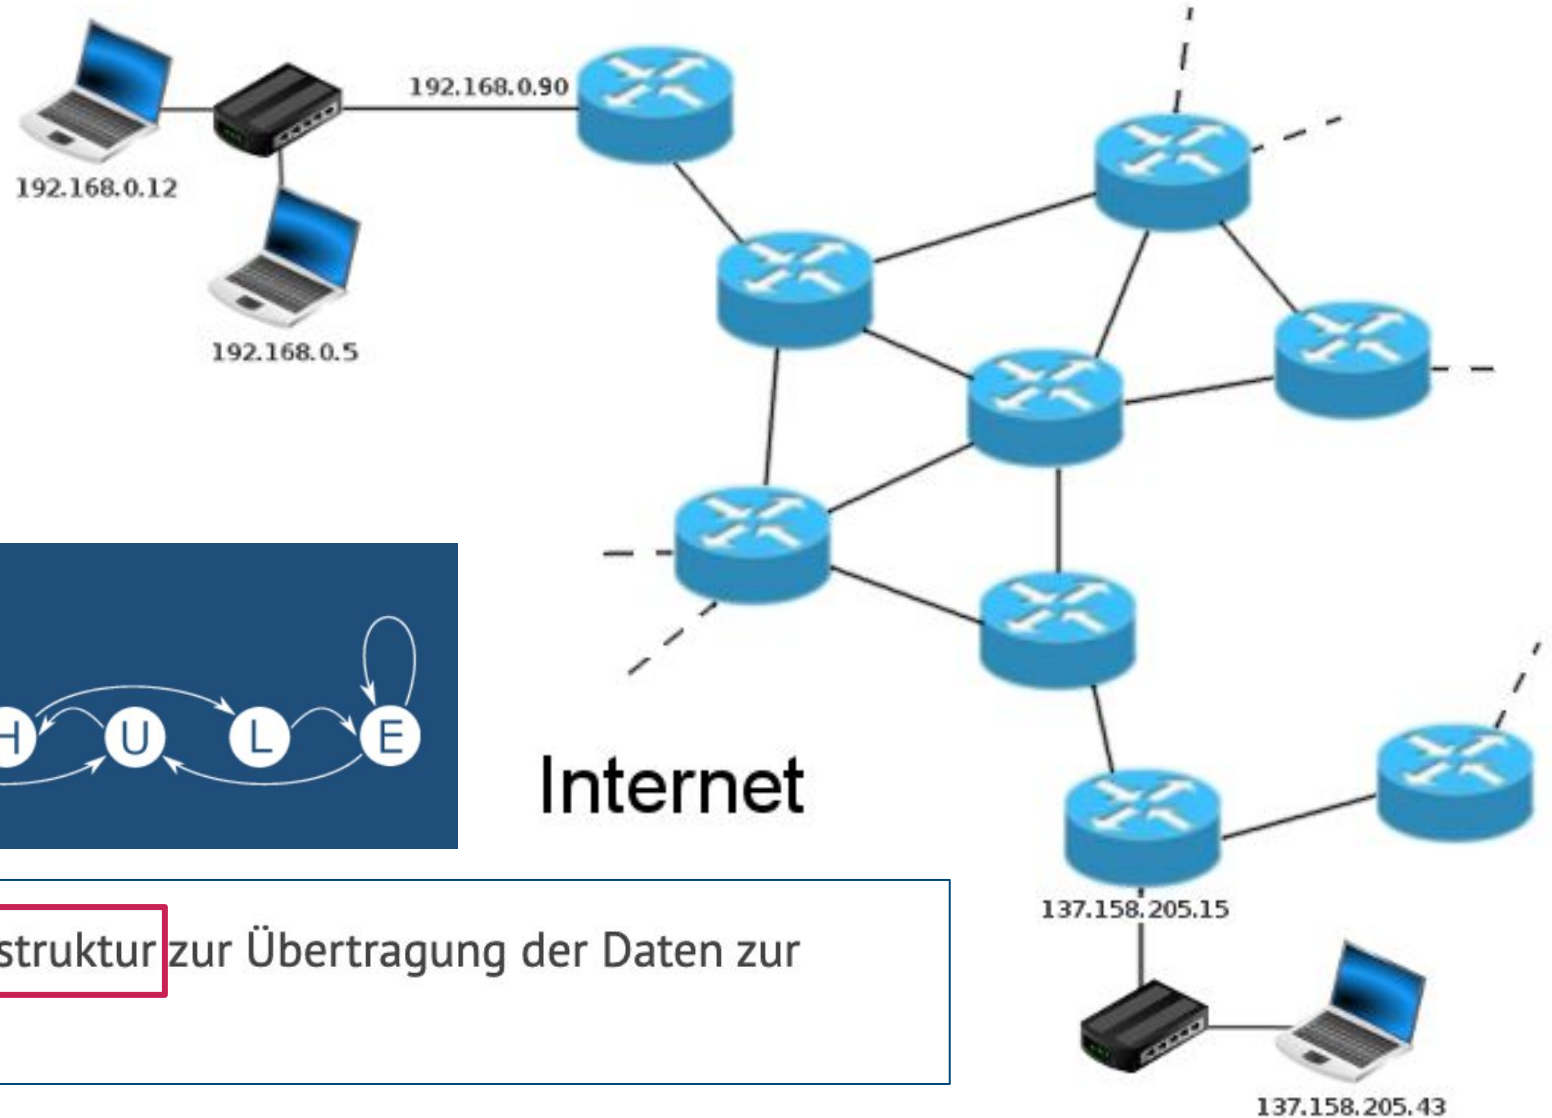 192.168.0.90
192.168.0.12
192.168.0.5
H U L E
Internet
struktur zur Übertragung der Daten zur
137.158.205.15
137.158.205.43